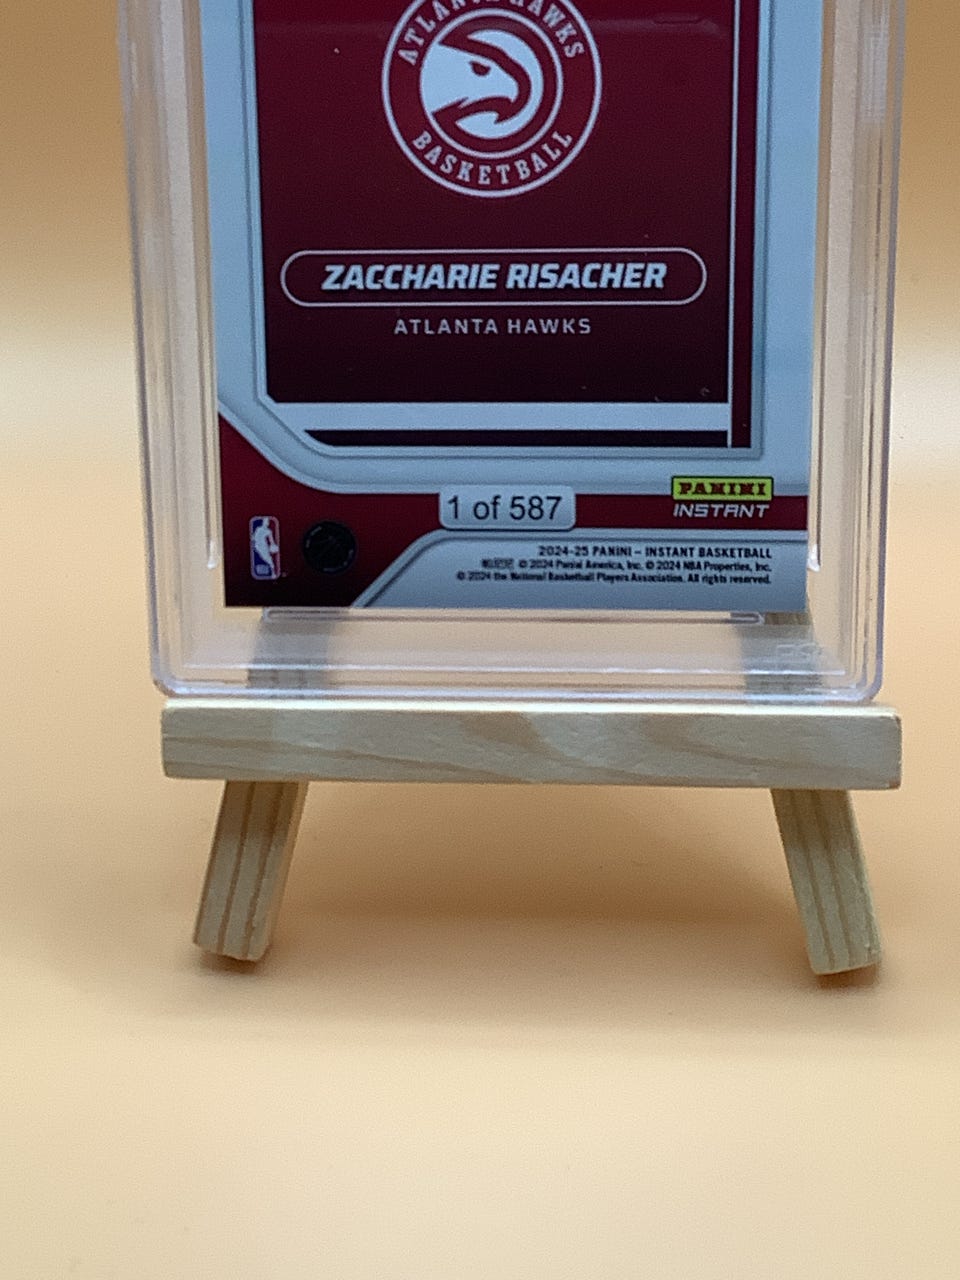 ATLANTA HAWKS
BASKETBALL
ZACCHARIE RISACHER
ATLANTA HAWKS
1 of 587
PANINI
INSTANT
2024-25 PANINI – INSTANT BASKETBALL
© 2024 Panini America, Inc. © 2024 NBA Properties, Inc.
© 2024 the National Basketball Players Association. All rights reserved.